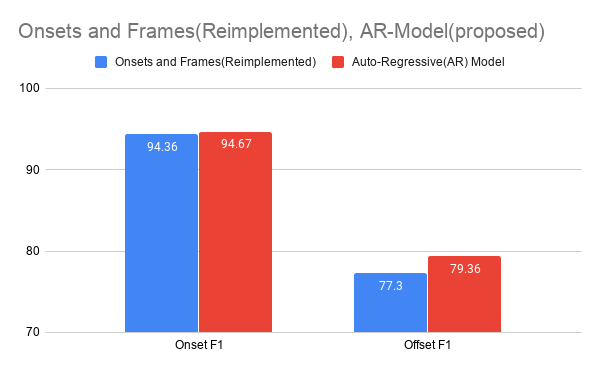 Onsets and Frames(Reimplemented), AR-Model(proposed)
Onsets and Frames(Reimplemented) Auto-Regressive(AR) Model
100
90
80
70
94.36 94.67
77.3 79.36
Onset F1 Offset F1